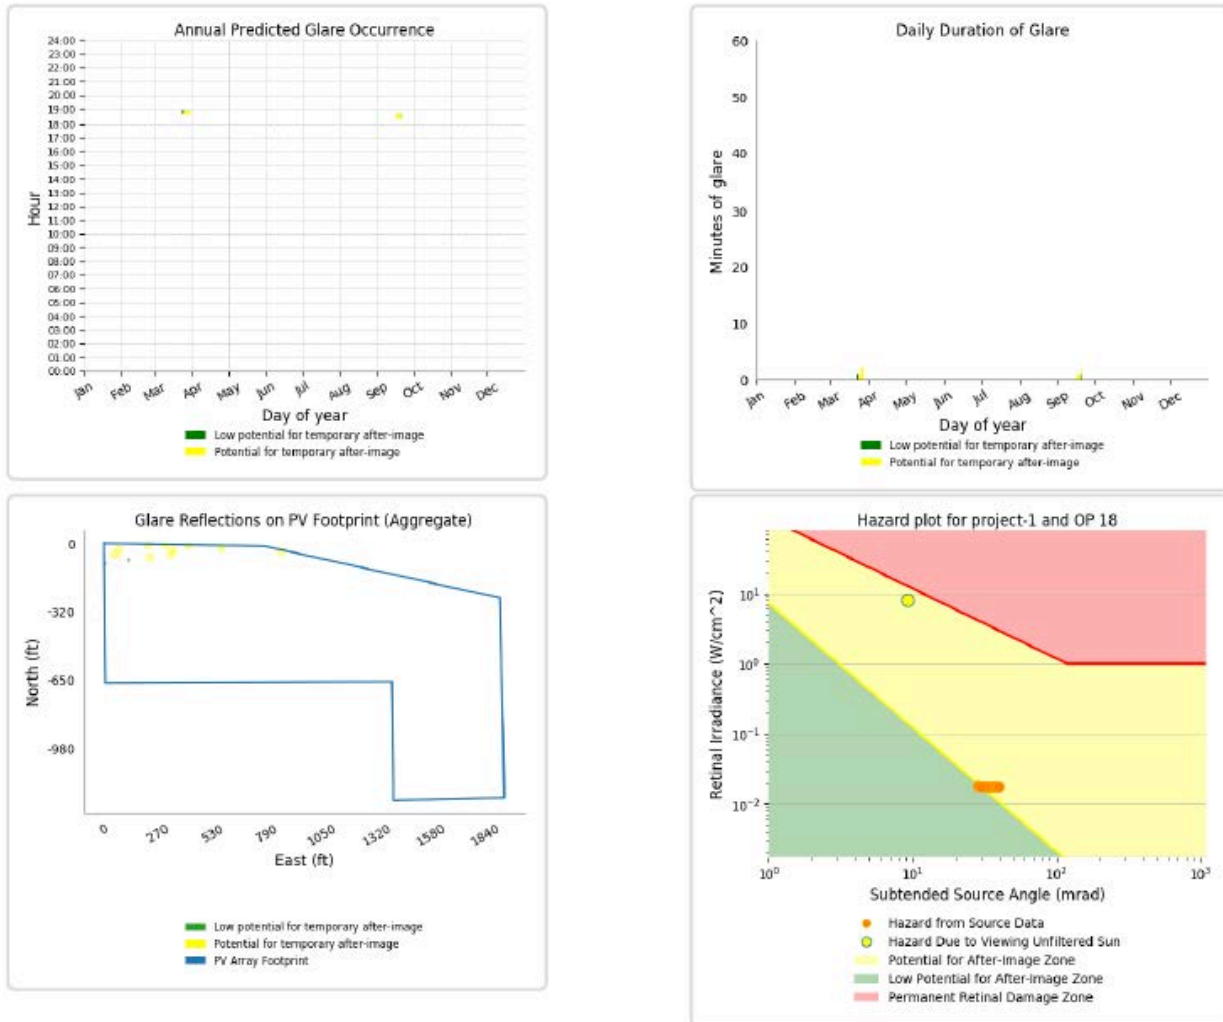 Annual Predicted Glare Occurrence
24:00
23:00
22:00
21:00
20:00
19:00
18:00
17:00
16:00
15:00
14:00
13:00
12:00
11:00
10:00
09:00
08:00
07:00
06:00
05:00
04:00
03:00
02:00
01:00
00:00
Hour
Jan Feb Mar Apr May Jun Jul Aug Sep Oct Nov Dec
Day of year
Low potential for temporary after-image
Potential for temporary after-image
Daily Duration of Glare
60
50
40
30
20
10
0
Minutes of glare
Jan Feb Mar Apr May Jun Jul Aug Sep Oct Nov Dec
Day of year
Low potential for temporary after-image
Potential for temporary after-image
Glare Reflections on PV Footprint (Aggregate)
0
-320
-650
-980
North (ft)
0 270 530 790 1050 1320 1580 1840
East (ft)
Low potential for temporary after-image
Potential for temporary after-image
PV Array Footprint
Hazard plot for project-1 and OP 18
10^1
10^0
10^-1
10^-2
Retinal Irradiance (W/cm^2)
10^0 10^1 10^2 10^3
Subtended Source Angle (mrad)
Hazard from Source Data
Hazard Due to Viewing Unfiltered Sun
Potential for After-Image Zone
Low Potential for After-Image Zone
Permanent Retinal Damage Zone